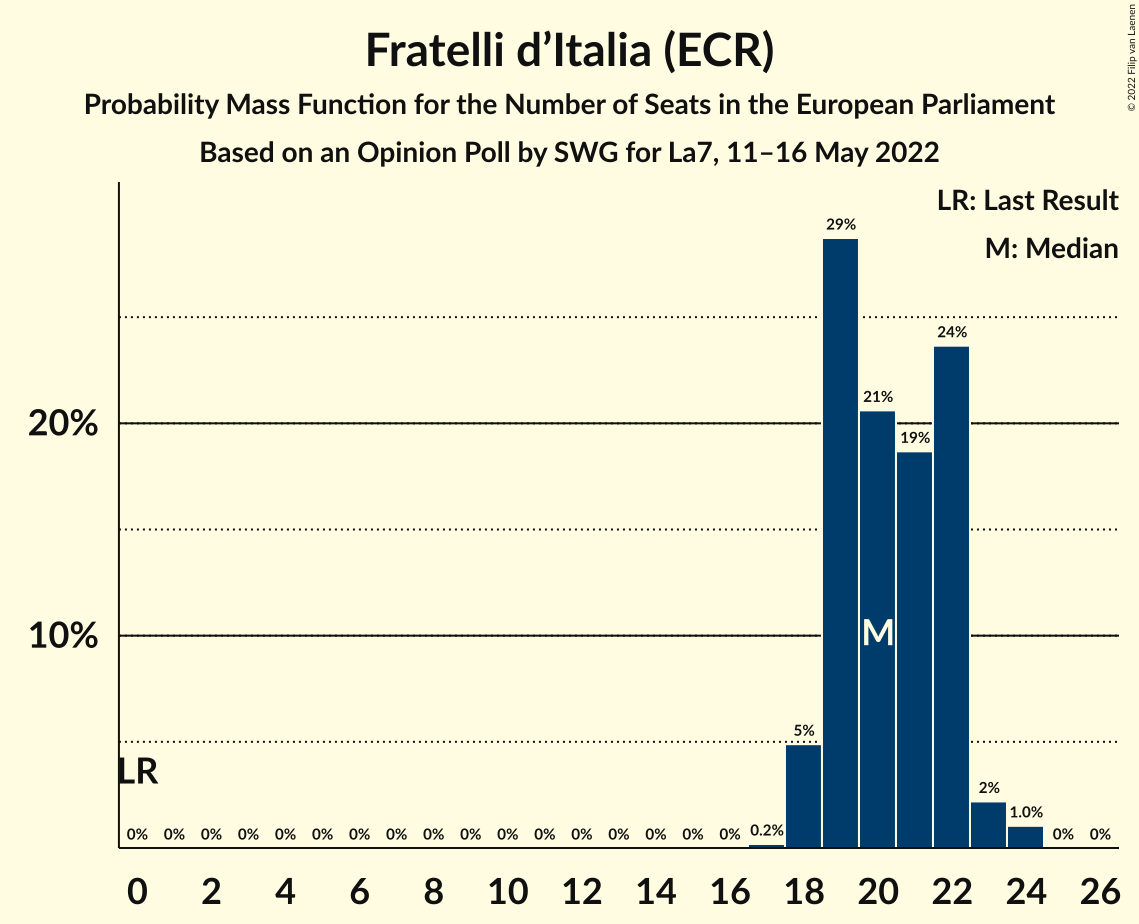 Fratelli d’Italia (ECR)
Probability Mass Function for the Number of Seats in the European Parliament
Based on an Opinion Poll by SWG for La7, 11–16 May 2022
© 2022 Filip van Laenen
LR: Last Result
M: Median
29%
24%
21%
20%
19%
10%
M
5%
LR
2%
1.0%
0% 0% 0% 0% 0% 0% 0% 0% 0% 0% 0% 0% 0% 0% 0% 0% 0% 0.2% 0% 0%
0 2 4 6 8 10 12 14 16 18 20 22 24 26